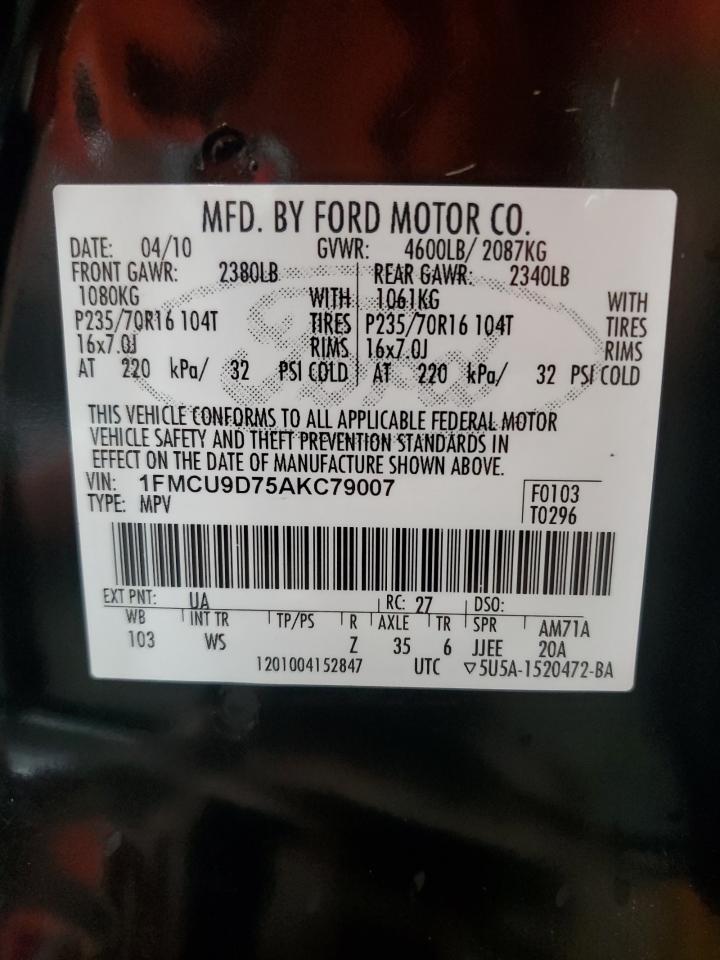 MFD. BY FORD MOTOR CO.
DATE: 04/10 GVWR: 4600LB/ 2087KG
FRONT GAWR: 2380LB REAR GAWR: 2340LB
1080KG WITH 1061KG WITH
P235/70R16 104T TIRES P235/70R16 104T TIRES
16x7.0J RIMS 16x7.0J RIMS
AT 220 kPa/ 32 PSI COLD AT 220 kPa/ 32 PSI COLD
Ford
THIS VEHICLE CONFORMS TO ALL APPLICABLE FEDERAL MOTOR
VEHICLE SAFETY AND THEFT PREVENTION STANDARDS IN
EFFECT ON THE DATE OF MANUFACTURE SHOWN ABOVE.
VIN: 1FMCU9D75AKC79007 F0103
TYPE: MPV T0296
EXT PNT: UA RC: 27 DSO:
WB INT TR TP/PS R AXLE TR SPR AM71A
103 WS Z 35 6 JJEE 20A
1201004152847 UTC ▽5U5A-1520472-BA